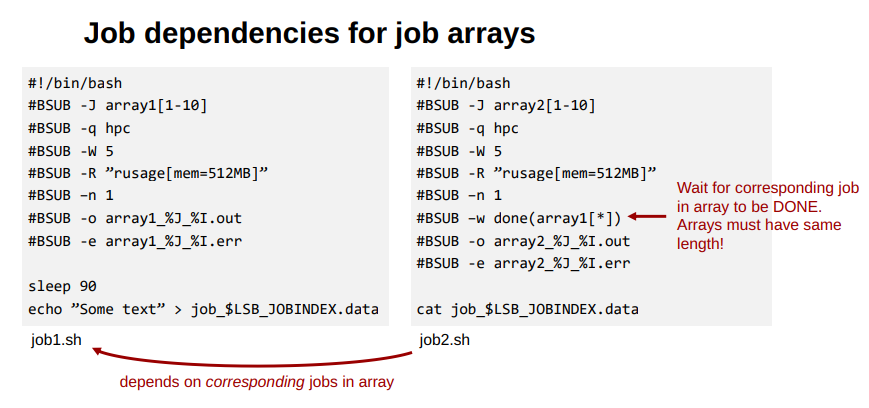 Job dependencies for job arrays
#!/bin/bash
#BSUB -J array1[1-10]
#BSUB -q hpc
#BSUB -W 5
#BSUB -R ”rusage[mem=512MB]”
#BSUB –n 1
#BSUB -o array1_%J_%I.out
#BSUB -e array1_%J_%I.err
sleep 90
echo ”Some text” > job_$LSB_JOBINDEX.data
job1.sh
#!/bin/bash
#BSUB -J array2[1-10]
#BSUB -q hpc
#BSUB -W 5
#BSUB -R ”rusage[mem=512MB]”
#BSUB –n 1
#BSUB –w done(array1[*])
#BSUB -o array2_%J_%I.out
#BSUB -e array2_%J_%I.err
cat job_$LSB_JOBINDEX.data
job2.sh
Wait for corresponding job
in array to be DONE.
Arrays must have same
length!
depends on corresponding jobs in array